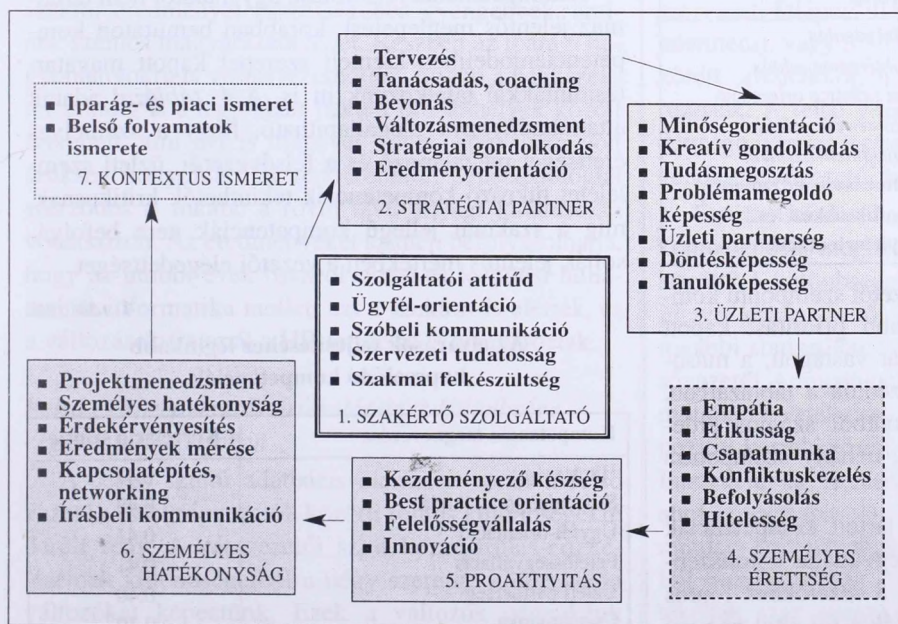 ■ Iparág- és piaci ismeret
■ Belső folyamatok
ismerete
7. KONTEXTUS ISMERET
■ Tervezés
■ Tanácsadás, coaching
■ Bevonás
■ Változásmenedzsment
■ Stratégiai gondolkodás
■ Eredményorientáció
2. STRATÉGIAI PARTNER
■ Minőségorientáció
■ Kreatív gondolkodás
■ Tudásmegosztás
■ Problémamegoldó
képesség
■ Üzleti partnerség
■ Döntésképesség
■ Tanulóképesség
3. ÜZLETI PARTNER
■ Szolgáltatói attitűd
■ Ügyfél-orientáció
■ Szóbeli kommunikáció
■ Szervezeti tudatosság
■ Szakmai felkészültség
1. SZAKÉRTŐ SZOLGÁLTATÓ
■ Empátia
■ Etikusság
■ Csapatmunka
■ Konfliktuskezelés
■ Befolyásolás
■ Hitelesség
4. SZEMÉLYES
ÉRETTSÉG
■ Kezdeményező készség
■ Best practice orientáció
■ Felelősségvállalás
■ Innováció
5. PROAKTIVITÁS
■ Projektmenedzsment
■ Személyes hatékonyság
■ Érdekérvényesítés
■ Eredmények mérése
■ Kapcsolatépítés,
networking
■ Írásbeli kommunikáció
6. SZEMÉLYES
HATÉKONYSÁG